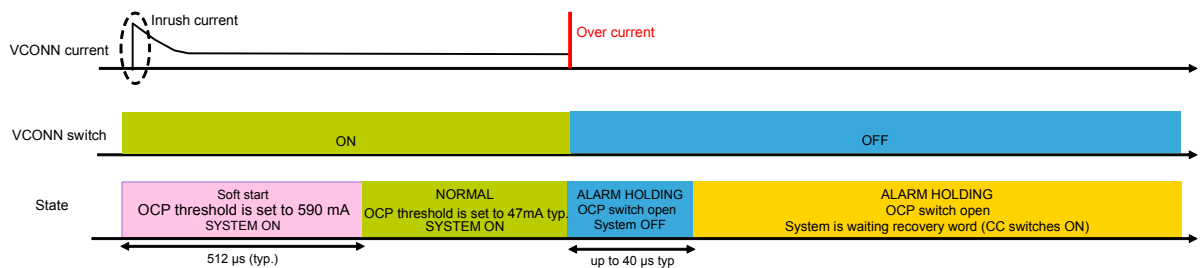 Inrush current
Over current
VCONN current
VCONN switch
ON
OFF
State
Soft start
OCP threshold is set to 590 mA
SYSTEM ON
NORMAL
OCP threshold is set to 47mA typ.
SYSTEM ON
ALARM HOLDING
OCP switch open
System OFF
ALARM HOLDING
OCP switch open
System is waiting recovery word (CC switches ON)
512 µs (typ.)
up to 40 µs typ